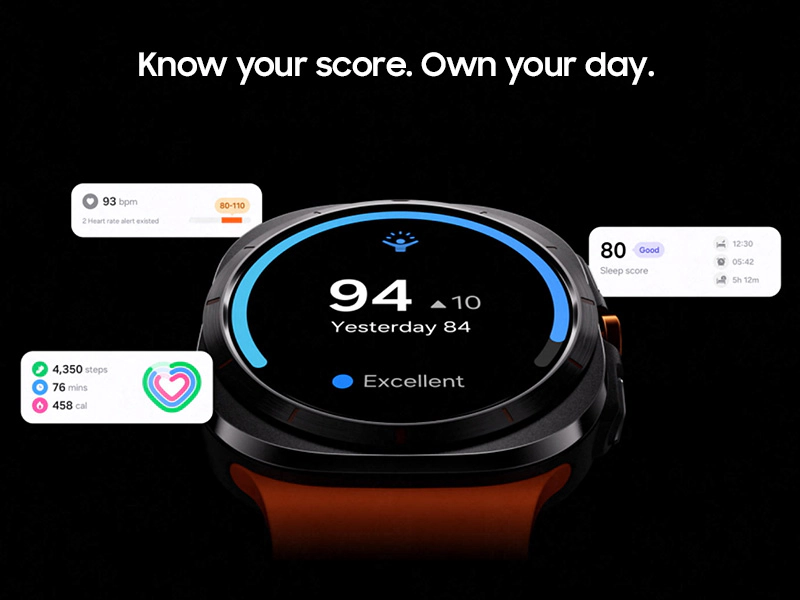 Know your score. Own your day.
93 bpm
80-110
2 Heart rate alert existed
94 ▲10
Yesterday 84
Excellent
80 Good
Sleep score
12:30
05:42
5h 12m
4,350 steps
76 mins
458 cal